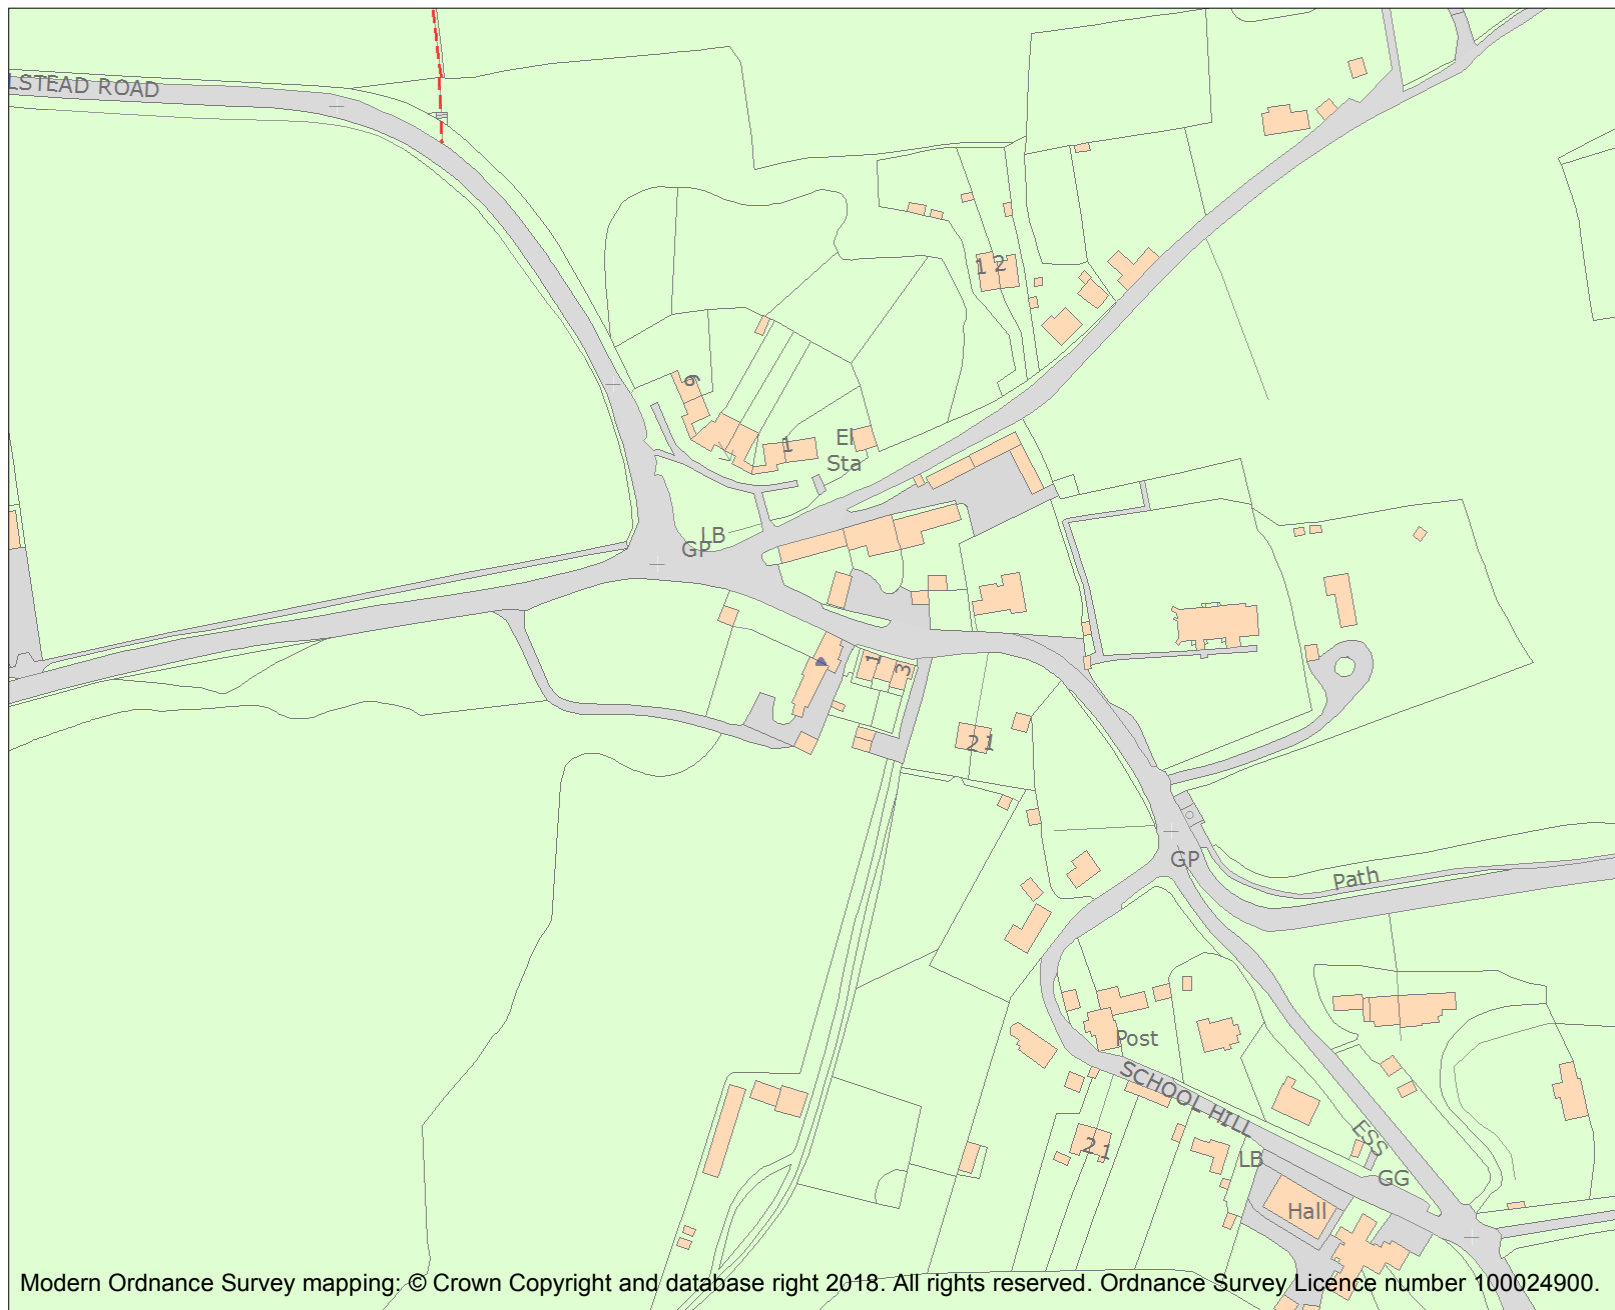 LSTEAD ROAD
1 2
6
1
El
Sta
LB
GP
1
3
2 1
GP
Path
Post
SCHOOL HILL
ESS
2 1
LB
GG
Hall
Modern Ordnance Survey mapping: © Crown Copyright and database right 2018. All rights reserved. Ordnance Survey Licence number 100024900.